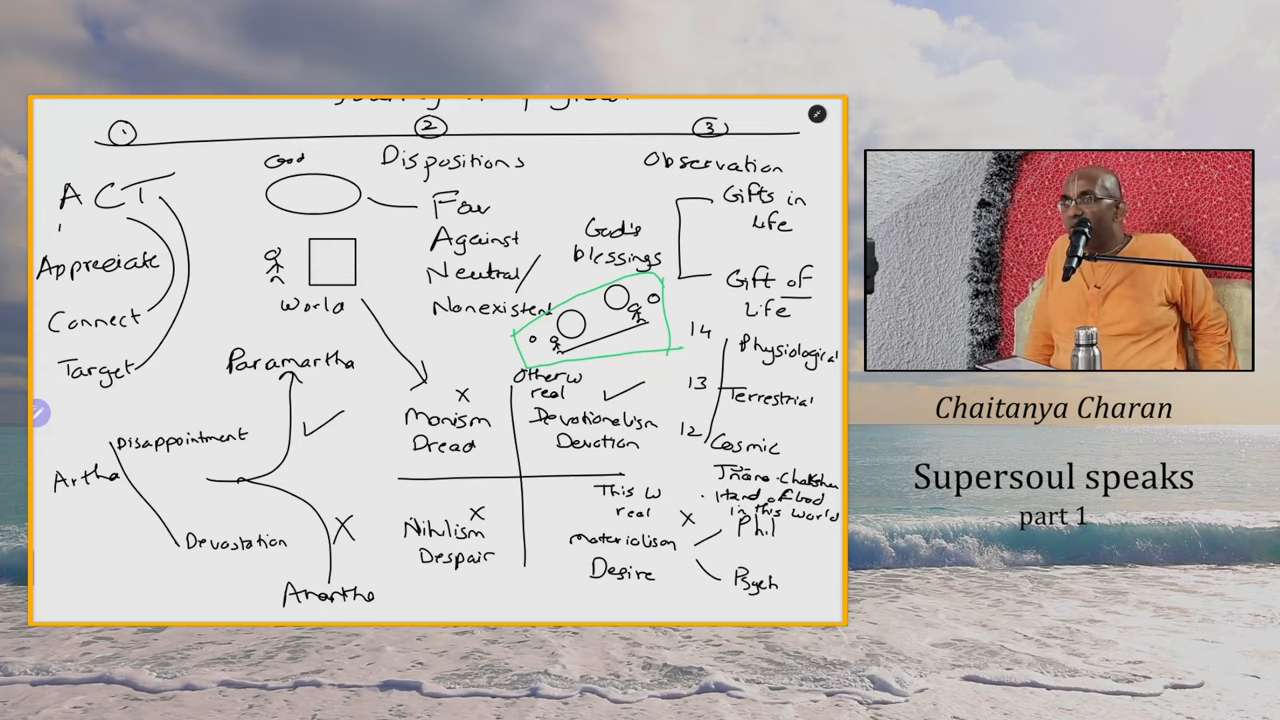 1
2
3
ACT
Appreciate
Connect
Target
God
World
Dispositions
For
Against
Neutral/
Nonexistent
God's
blessings
Observation
Gifts in
Life
Gift of
Life
14
Physiological
13
Terrestrial
12
Cosmic
Jnana-Chakshu
Hand of God
in this world
Paramartha
Disappointment
Artha
Devastation
Anartha
x
Monism
Dread
Otherw
real
Devotionalism
Devotion
x
Nihilism
Despair
This w
real
x
materialism
Desire
Phil
Psych
Chaitanya Charan
Supersoul speaks
part 1